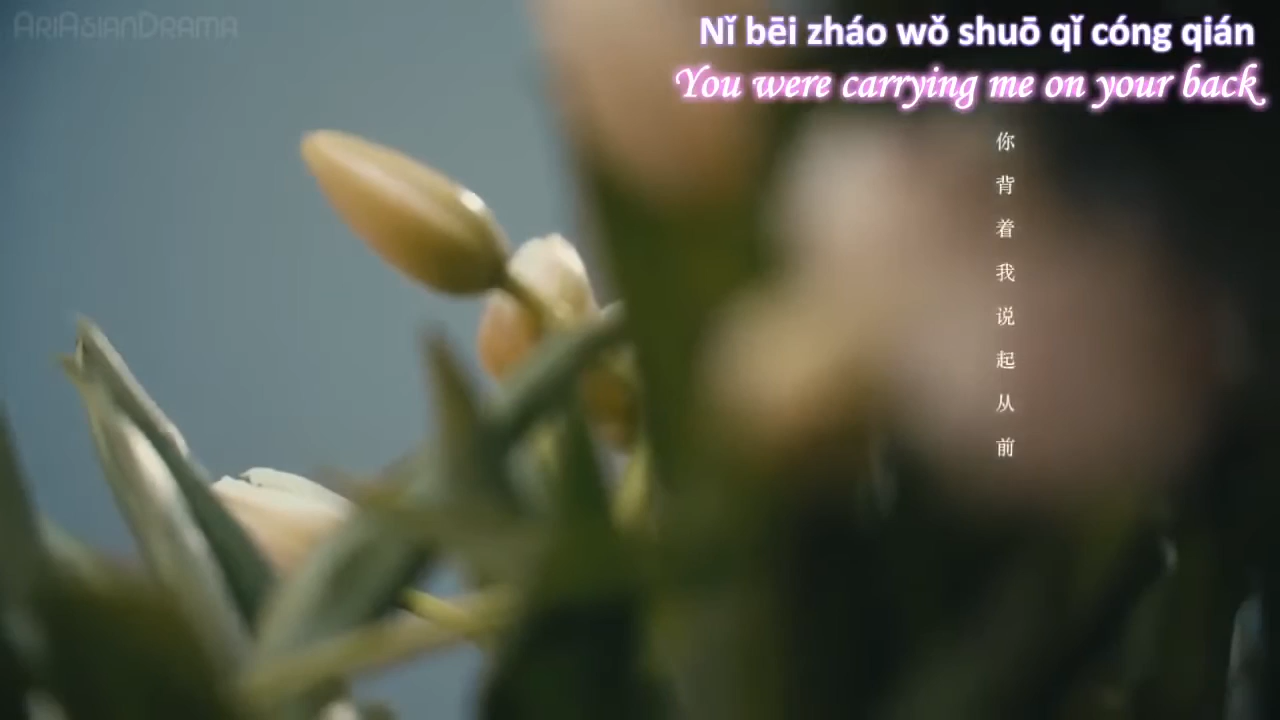 AriAsianDrama
Nǐ bēi zháo wǒ shuō qǐ cóng qián
You were carrying me on your back
你背着我说起从前